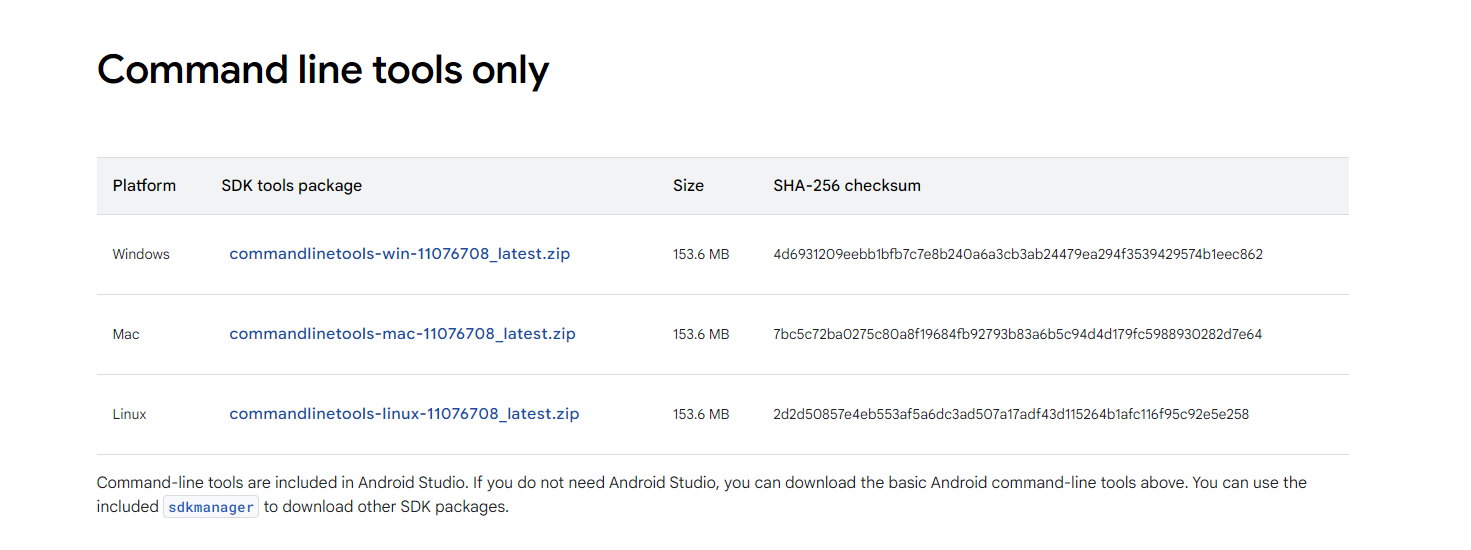 Command line tools only
Platform SDK tools package Size SHA-256 checksum
Windows commandlinetools-win-11076708_latest.zip 153.6 MB 4d6931209eebb1bfb7c7e8b240a6a3cb3ab24479ea294f3539429574b1eec862
Mac commandlinetools-mac-11076708_latest.zip 153.6 MB 7bc5c72ba0275c80a8f19684fb92793b83a6b5c94d4d179fc5988930282d7e64
Linux commandlinetools-linux-11076708_latest.zip 153.6 MB 2d2d50857e4eb553af5a6dc3ad507a17adf43d115264b1afc116f95c92e5e258
Command-line tools are included in Android Studio. If you do not need Android Studio, you can download the basic Android command-line tools above. You can use the
included sdkmanager to download other SDK packages.